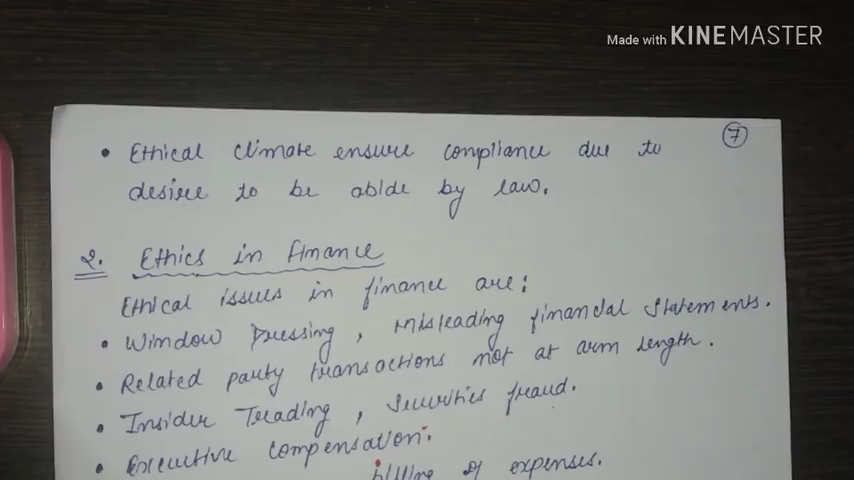 Made with KINEMASTER
7
• Ethical climate ensure compliance due to
desire to be abide by law.
2. Ethics in Finance
Ethical issues in finance are:
• Window Dressing, Misleading financial statements.
• Related party transactions not at arm length.
• Insider Trading, Securities fraud.
• Executive compensation.
billing of expenses.